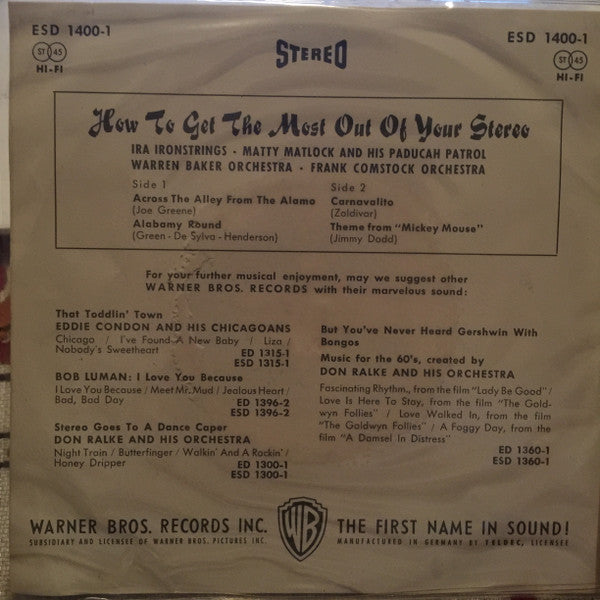 ESD 1400-1
ST 45
HI-FI
STEREO
ESD 1400-1
ST 45
HI-FI
How To Get The Most Out Of Your Stereo
IRA IRONSTRINGS · MATTY MATLOCK AND HIS PADUCAH PATROL
WARREN BAKER ORCHESTRA · FRANK COMSTOCK ORCHESTRA
Side 1
Across The Alley From The Alamo
(Joe Greene)
Alabamy Round
(Green - De Sylva - Henderson)
Side 2
Carnavalito
(Zoldivar)
Theme from "Mickey Mouse"
(Jimmy Dodd)
For your further musical enjoyment, may we suggest other
WARNER BROS. RECORDS with their marvelous sound:
That Toddlin' Town
EDDIE CONDON AND HIS CHICAGOANS
Chicago / I've Found A New Baby / Liza /
Nobody's Sweetheart
ED 1315-1
ESD 1315-1
BOB LUMAN: I Love You Because
I Love You Because / Meet Mr. Mud / Jealous Heart /
Bad, Bad Day
ED 1396-2
ESD 1396-2
Stereo Goes To A Dance Caper
DON RALKE AND HIS ORCHESTRA
Night Train / Butterfinger / Walkin' And A Rockin' /
Honey Dripper
ED 1300-1
ESD 1300-1
But You've Never Heard Gershwin With
Bongos
Music for the 60's, created by
DON RALKE AND HIS ORCHESTRA
Fascinating Rhythm., from the film "Lady Be Good" /
Love Is Here To Stay, from the film "The Gold-
wyn Follies" / Love Walked In, from the film
"The Goldwyn Follies" / A Foggy Day, from the
film "A Damsel In Distress"
ED 1360-1
ESD 1360-1
WARNER BROS. RECORDS INC.
SUBSIDIARY AND LICENSEE OF WARNER BROS. PICTURES INC.
WB
THE FIRST NAME IN SOUND!
MANUFACTURED IN GERMANY BY TELDEC, LICENSEE